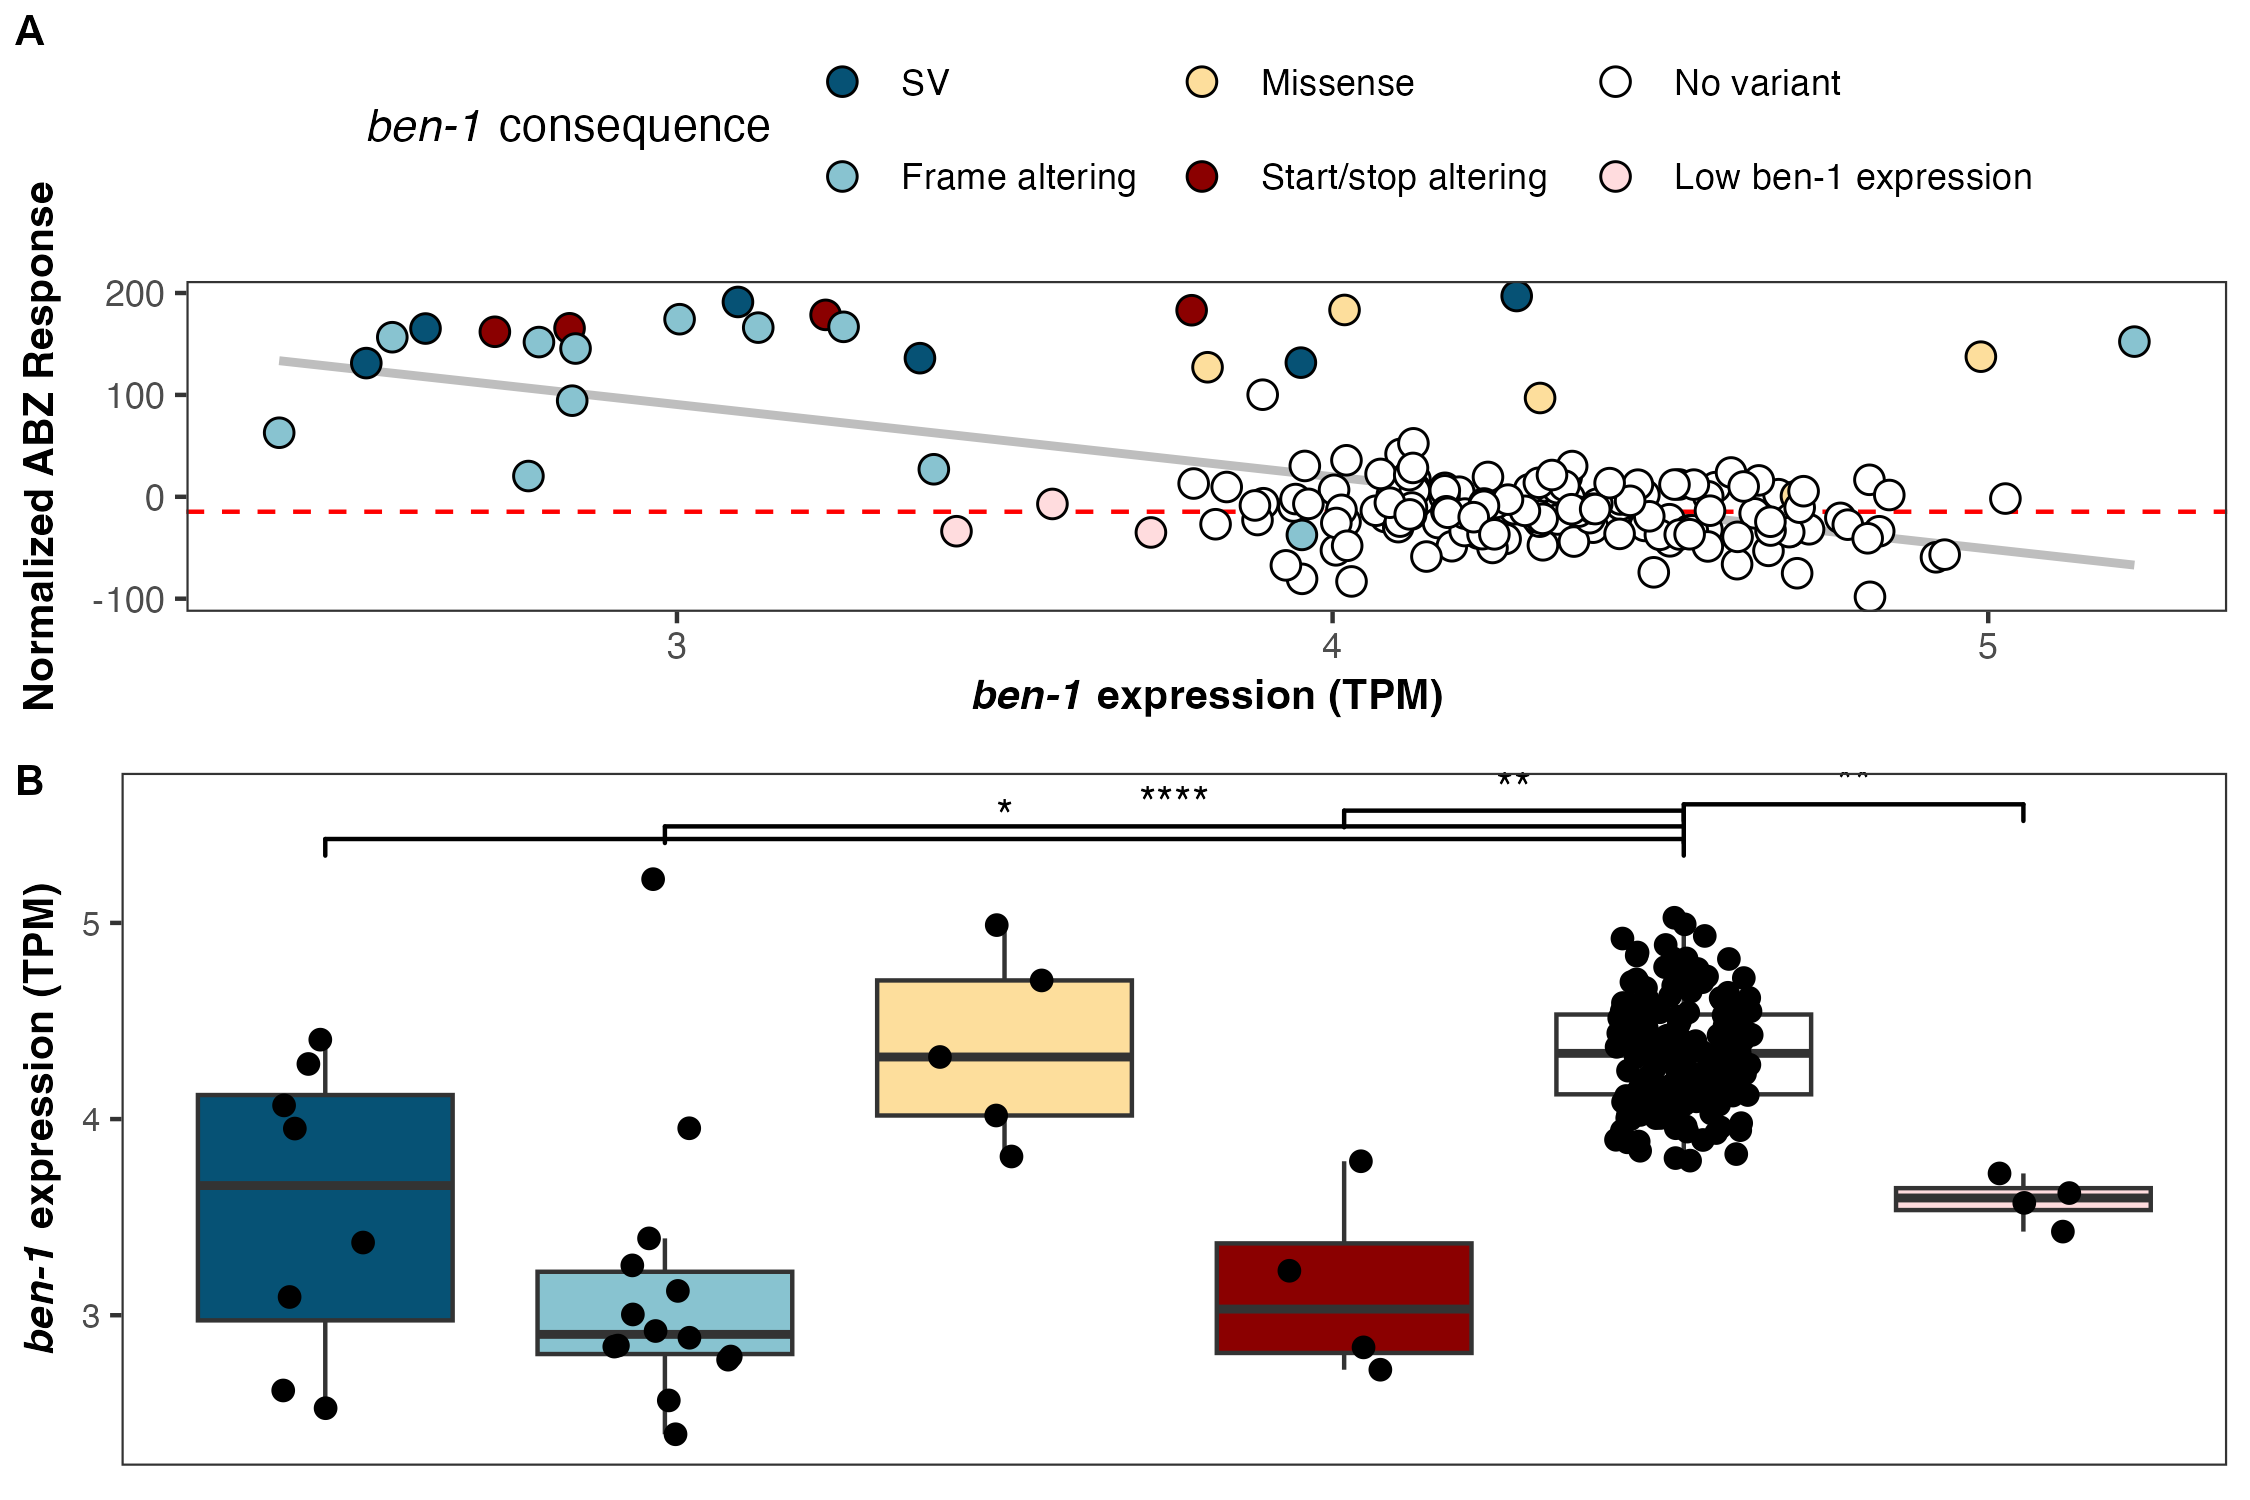 A
SV
Missense
No variant
ben-1 consequence
Frame altering
Start/stop altering
Low ben-1 expression
Normalized ABZ Response
200
100
0
-100
3
4
5
ben-1 expression (TPM)
B
*
****
**
ben-1 expression (TPM)
5
4
3